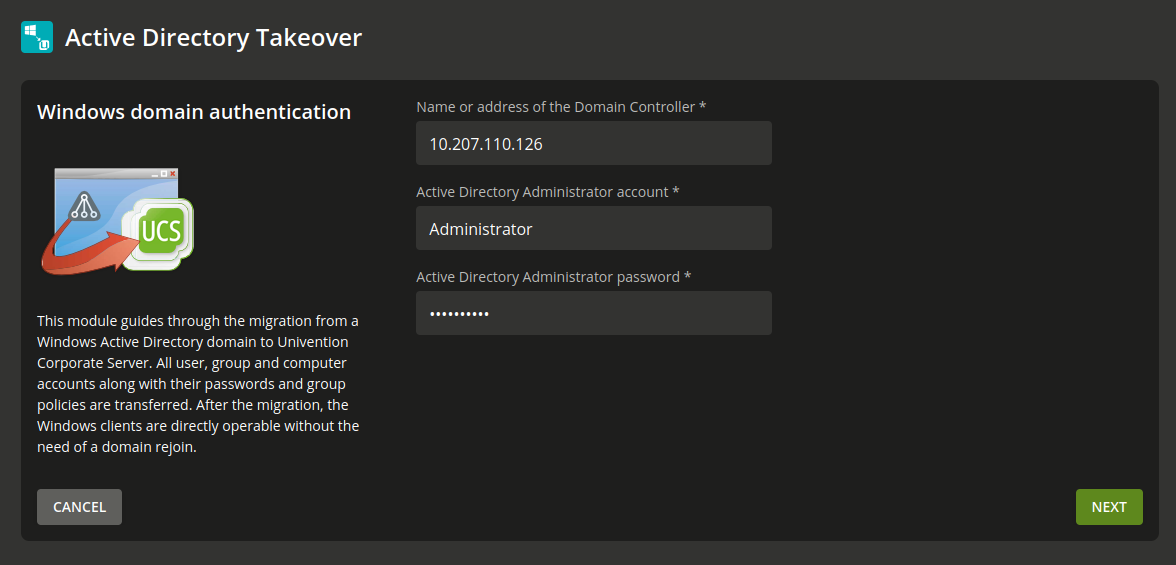 Active Directory Takeover
Windows domain authentication
UCS
This module guides through the migration from a
Windows Active Directory domain to Univention
Corporate Server. All user, group and computer
accounts along with their passwords and group
policies are transferred. After the migration, the
Windows clients are directly operable without the
need of a domain rejoin.
Name or address of the Domain Controller *
10.207.110.126
Active Directory Administrator account *
Administrator
Active Directory Administrator password *
••••••••••
CANCEL
NEXT